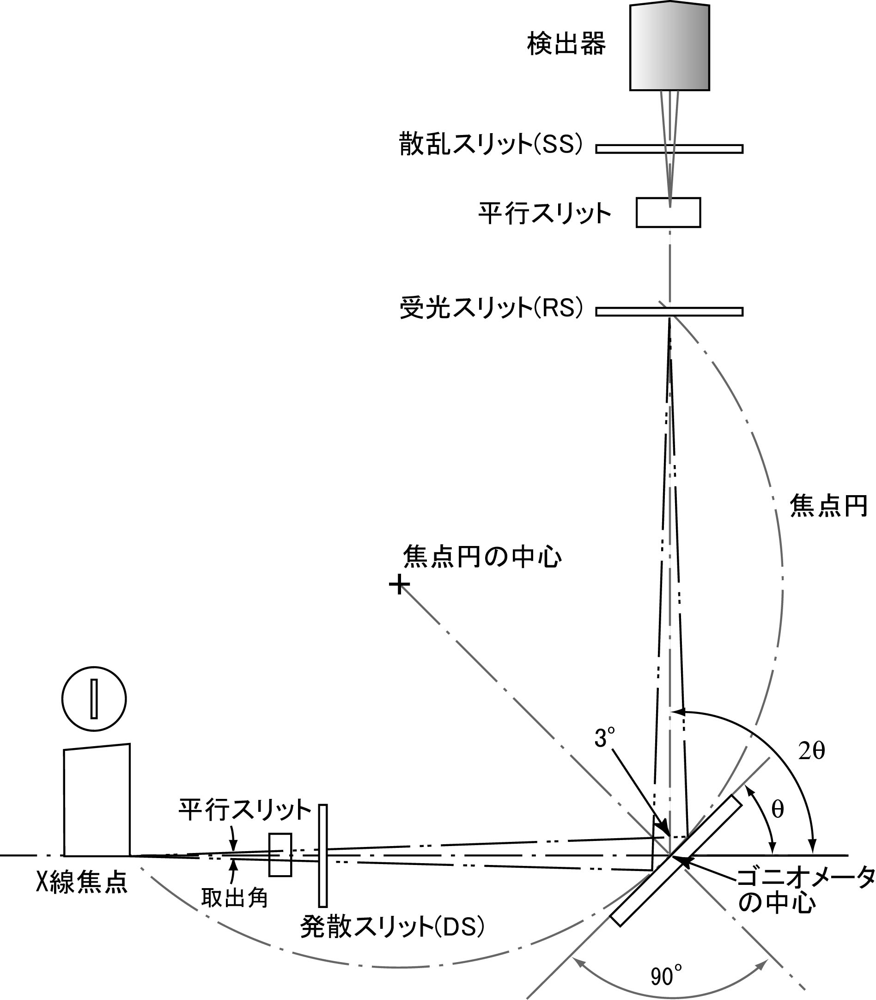 検出器
散乱スリット(SS)
平行スリット
受光スリット(RS)
焦点円
焦点円の中心
3°
2θ
θ
平行スリット
X線焦点
取出角
発散スリット(DS)
ゴニオメータ
の中心
90°